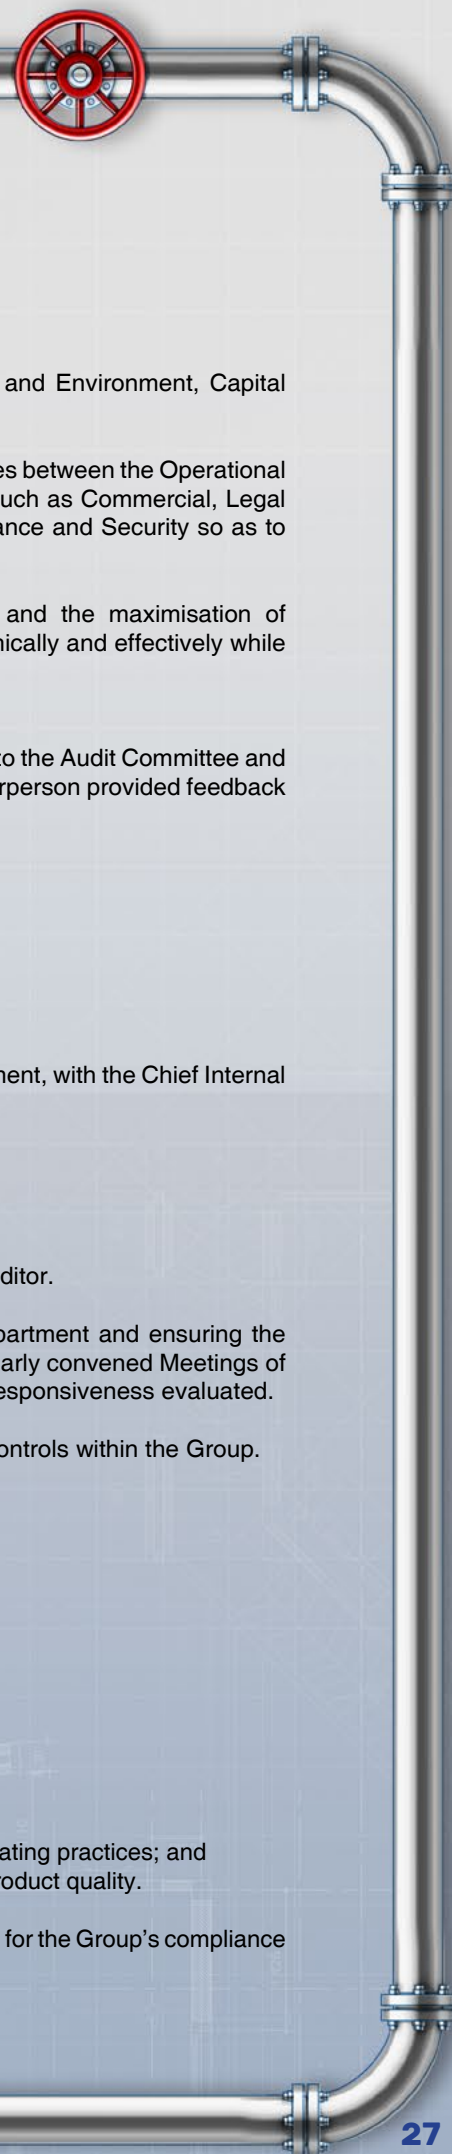 and Environment, Capital
es between the Operational
uch as Commercial, Legal
ance and Security so as to
and the maximisation of
nically and effectively while
to the Audit Committee and
rperson provided feedback
nent, with the Chief Internal
ditor.
partment and ensuring the
larly convened Meetings of
esponsiveness evaluated.
ontrols within the Group.
ating practices; and
roduct quality.
for the Group's compliance
27